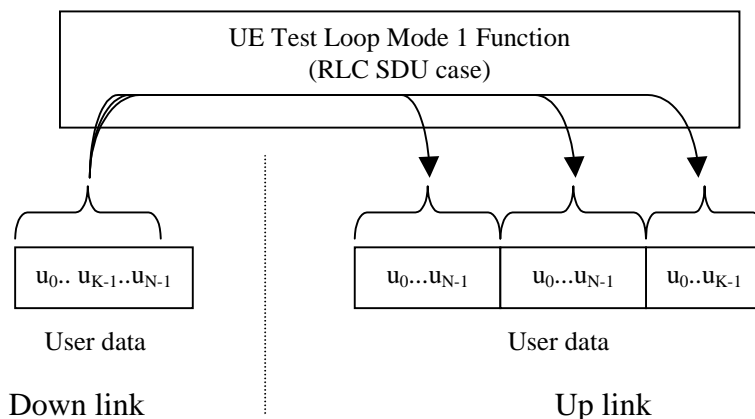 UE Test Loop Mode 1 Function
(RLC SDU case)
u0.. uK-1..uN-1
u0...uN-1
u0...uN-1
u0..uK-1
User data
User data
Down link
Up link